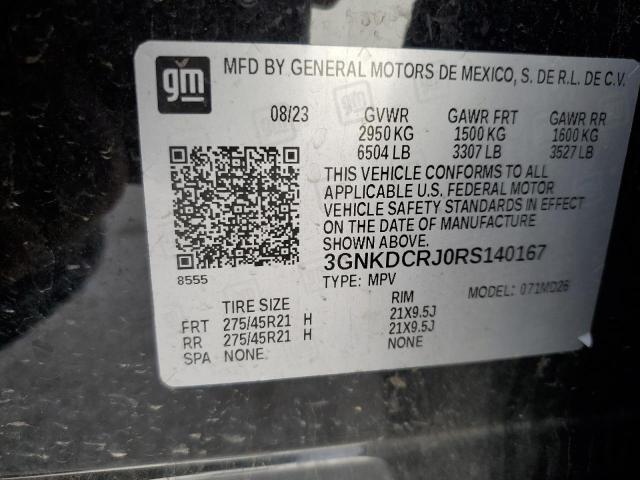 gm
MFD BY GENERAL MOTORS DE MEXICO, S. DE R.L. DE C.V.
08/23 GVWR GAWR FRT GAWR RR
2950 KG 1500 KG 1600 KG
6504 LB 3307 LB 3527 LB
THIS VEHICLE CONFORMS TO ALL
APPLICABLE U.S. FEDERAL MOTOR
VEHICLE SAFETY STANDARDS IN EFFECT
ON THE DATE OF MANUFACTURE
SHOWN ABOVE.
3GNKDCRJ0RS140167
8555
TYPE: MPV MODEL: 071MD26
TIRE SIZE RIM
FRT 275/45R21 H 21X9.5J
RR 275/45R21 H 21X9.5J
SPA NONE NONE